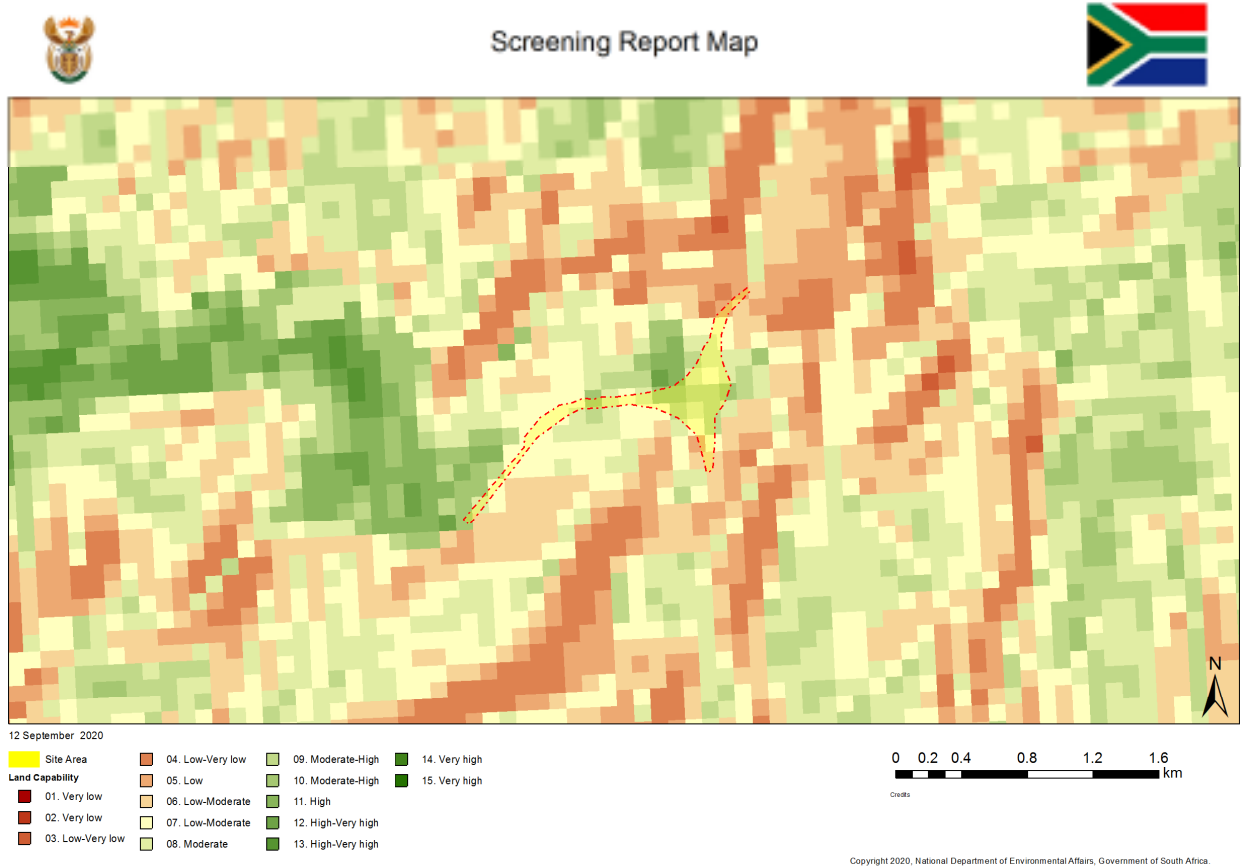 Screening Report Map
N
12 September 2020
Site Area
Land Capability
01. Very low
02. Very low
03. Low-Very low
04. Low-Very low
05. Low
06. Low-Moderate
07. Low-Moderate
08. Moderate
09. Moderate-High
10. Moderate-High
11. High
12. High-Very high
13. High-Very high
14. Very high
15. Very high
0 0.2 0.4 0.8 1.2 1.6
km
Credits
Copyright 2020, National Department of Environmental Affairs, Government of South Africa.